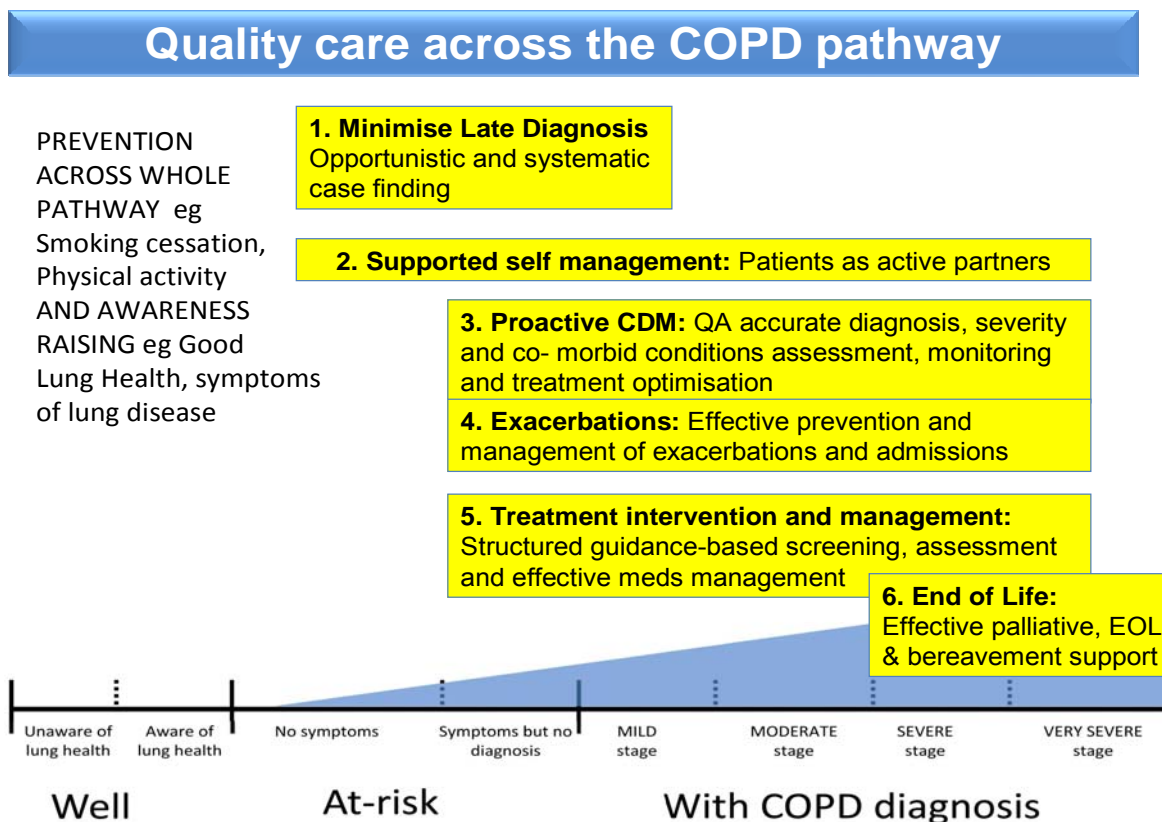 Quality care across the COPD pathway
PREVENTION
ACROSS WHOLE
PATHWAY eg
Smoking cessation,
Physical activity
AND AWARENESS
RAISING eg Good
Lung Health, symptoms
of lung disease
1. Minimise Late Diagnosis
Opportunistic and systematic
case finding
2. Supported self management: Patients as active partners
3. Proactive CDM: QA accurate diagnosis, severity
and co- morbid conditions assessment, monitoring
and treatment optimisation
4. Exacerbations: Effective prevention and
management of exacerbations and admissions
5. Treatment intervention and management:
Structured guidance-based screening, assessment
and effective meds management
6. End of Life:
Effective palliative, EOL
& bereavement support
Unaware of
lung health
Aware of
lung health
No symptoms
Symptoms but no
diagnosis
MILD
stage
MODERATE
stage
SEVERE
stage
VERY SEVERE
stage
Well
At-risk
With COPD diagnosis